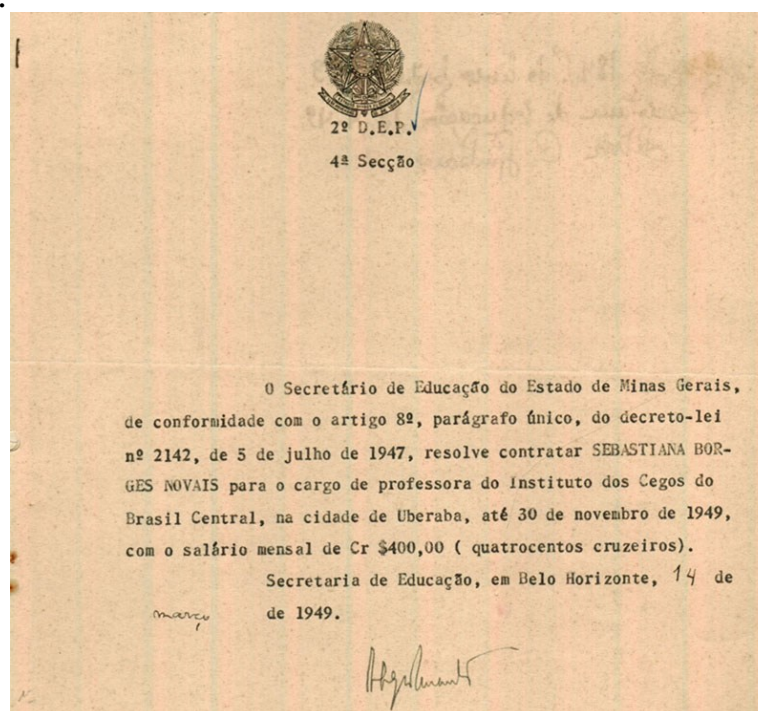 2º D.E.P.
4ª Secção
O Secretário de Educação do Estado de Minas Gerais,
de conformidade com o artigo 8º, parágrafo único, do decreto-lei
nº 2142, de 5 de julho de 1947, resolve contratar SEBASTIANA BOR-
GES NOVAIS para o cargo de professora do Instituto dos Cegos do
Brasil Central, na cidade de Uberaba, até 30 de novembro de 1949,
com o salário mensal de Cr $400,00 ( quatrocentos cruzeiros).
Secretaria de Educação, em Belo Horizonte, 14 de
março de 1949.